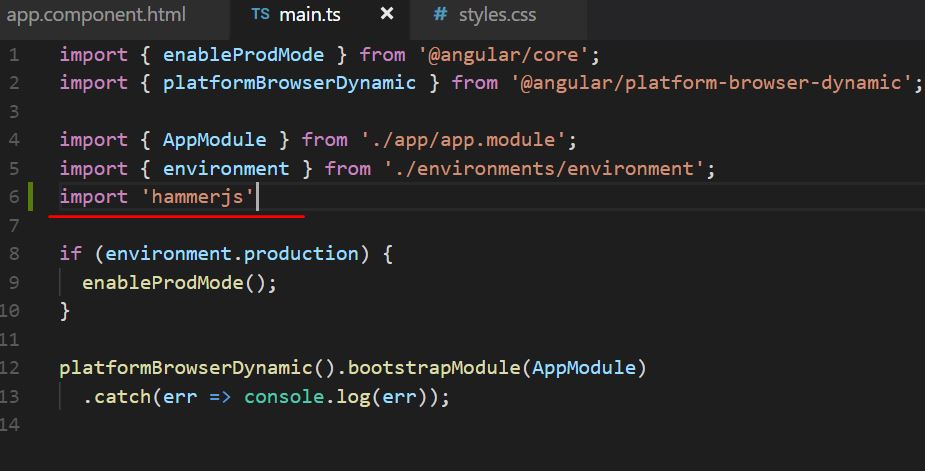 app.component.html TS main.ts × # styles.css
1 import { enableProdMode } from '@angular/core';
2 import { platformBrowserDynamic } from '@angular/platform-browser-dynamic';
3
4 import { AppModule } from './app/app.module';
5 import { environment } from './environments/environment';
6 import 'hammerjs'
7
8 if (environment.production) {
9   enableProdMode();
10 }
11
12 platformBrowserDynamic().bootstrapModule(AppModule)
13   .catch(err => console.log(err));
14